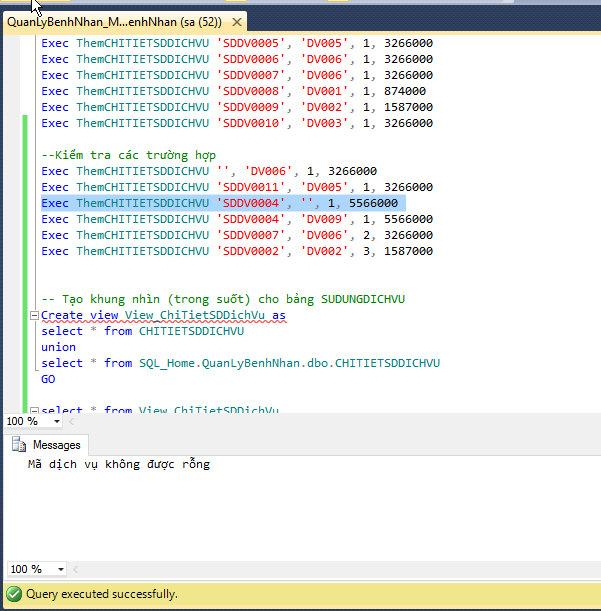 QuanLyBenhNhan_M...enhNhan (sa (52))
Exec ThemCHITIETSDDICHVU 'SDDV0005', 'DV005', 1, 3266000
Exec ThemCHITIETSDDICHVU 'SDDV0006', 'DV006', 1, 3266000
Exec ThemCHITIETSDDICHVU 'SDDV0007', 'DV006', 1, 3266000
Exec ThemCHITIETSDDICHVU 'SDDV0008', 'DV001', 1, 874000
Exec ThemCHITIETSDDICHVU 'SDDV0009', 'DV002', 1, 1587000
Exec ThemCHITIETSDDICHVU 'SDDV0010', 'DV003', 1, 3266000
--Kiểm tra các trường hợp
Exec ThemCHITIETSDDICHVU '', 'DV006', 1, 3266000
Exec ThemCHITIETSDDICHVU 'SDDV0011', 'DV005', 1, 3266000
Exec ThemCHITIETSDDICHVU 'SDDV0004', '', 1, 5566000
Exec ThemCHITIETSDDICHVU 'SDDV0004', 'DV009', 1, 5566000
Exec ThemCHITIETSDDICHVU 'SDDV0007', 'DV006', 2, 3266000
Exec ThemCHITIETSDDICHVU 'SDDV0002', 'DV002', 3, 1587000
-- Tạo khung nhìn (trong suốt) cho bảng SUDUNGDICHVU
Create view View_ChiTietSDDichVu as
select * from CHITIETSDDICHVU
union
select * from SQL_Home.QuanLyBenhNhan.dbo.CHITIETSDDICHVU
GO
select * from View_ChiTietSDDichVu
100 %
Messages
Mã dịch vụ không được rỗng
100 %
Query executed successfully.